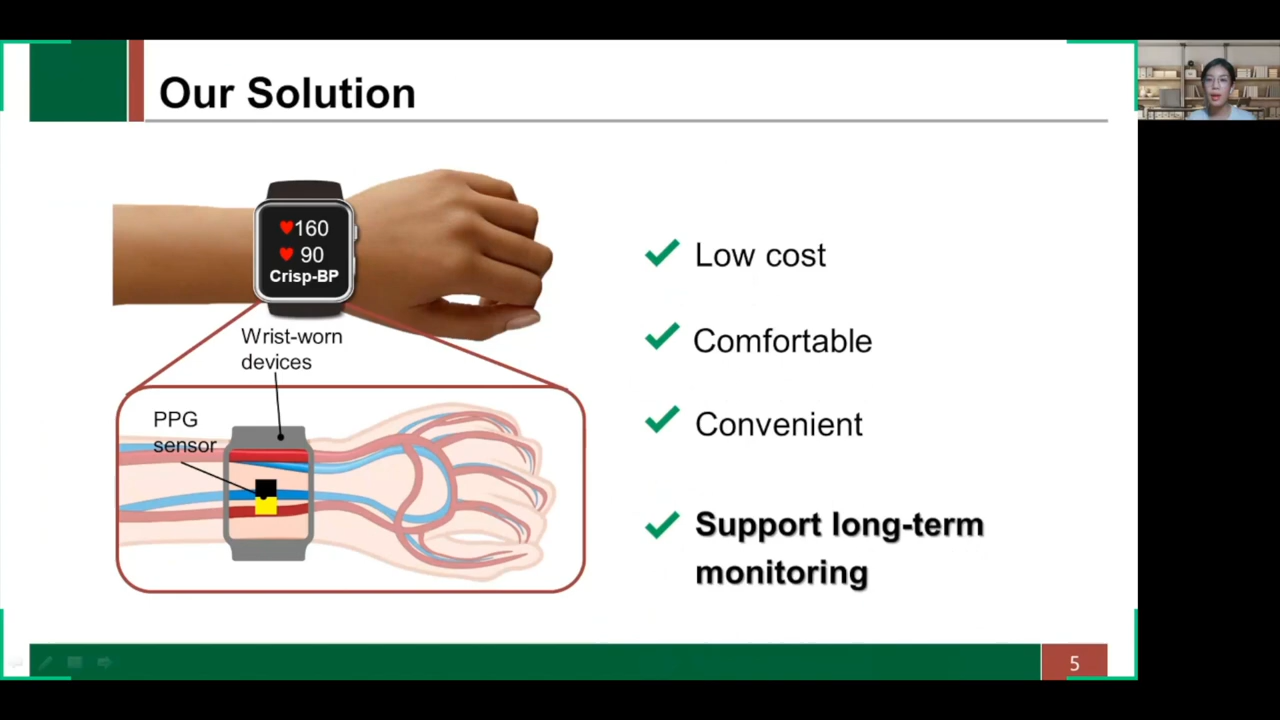 Our Solution
160
90
Crisp-BP
Wrist-worn
devices
PPG
sensor
Low cost
Comfortable
Convenient
Support long-term
monitoring
5